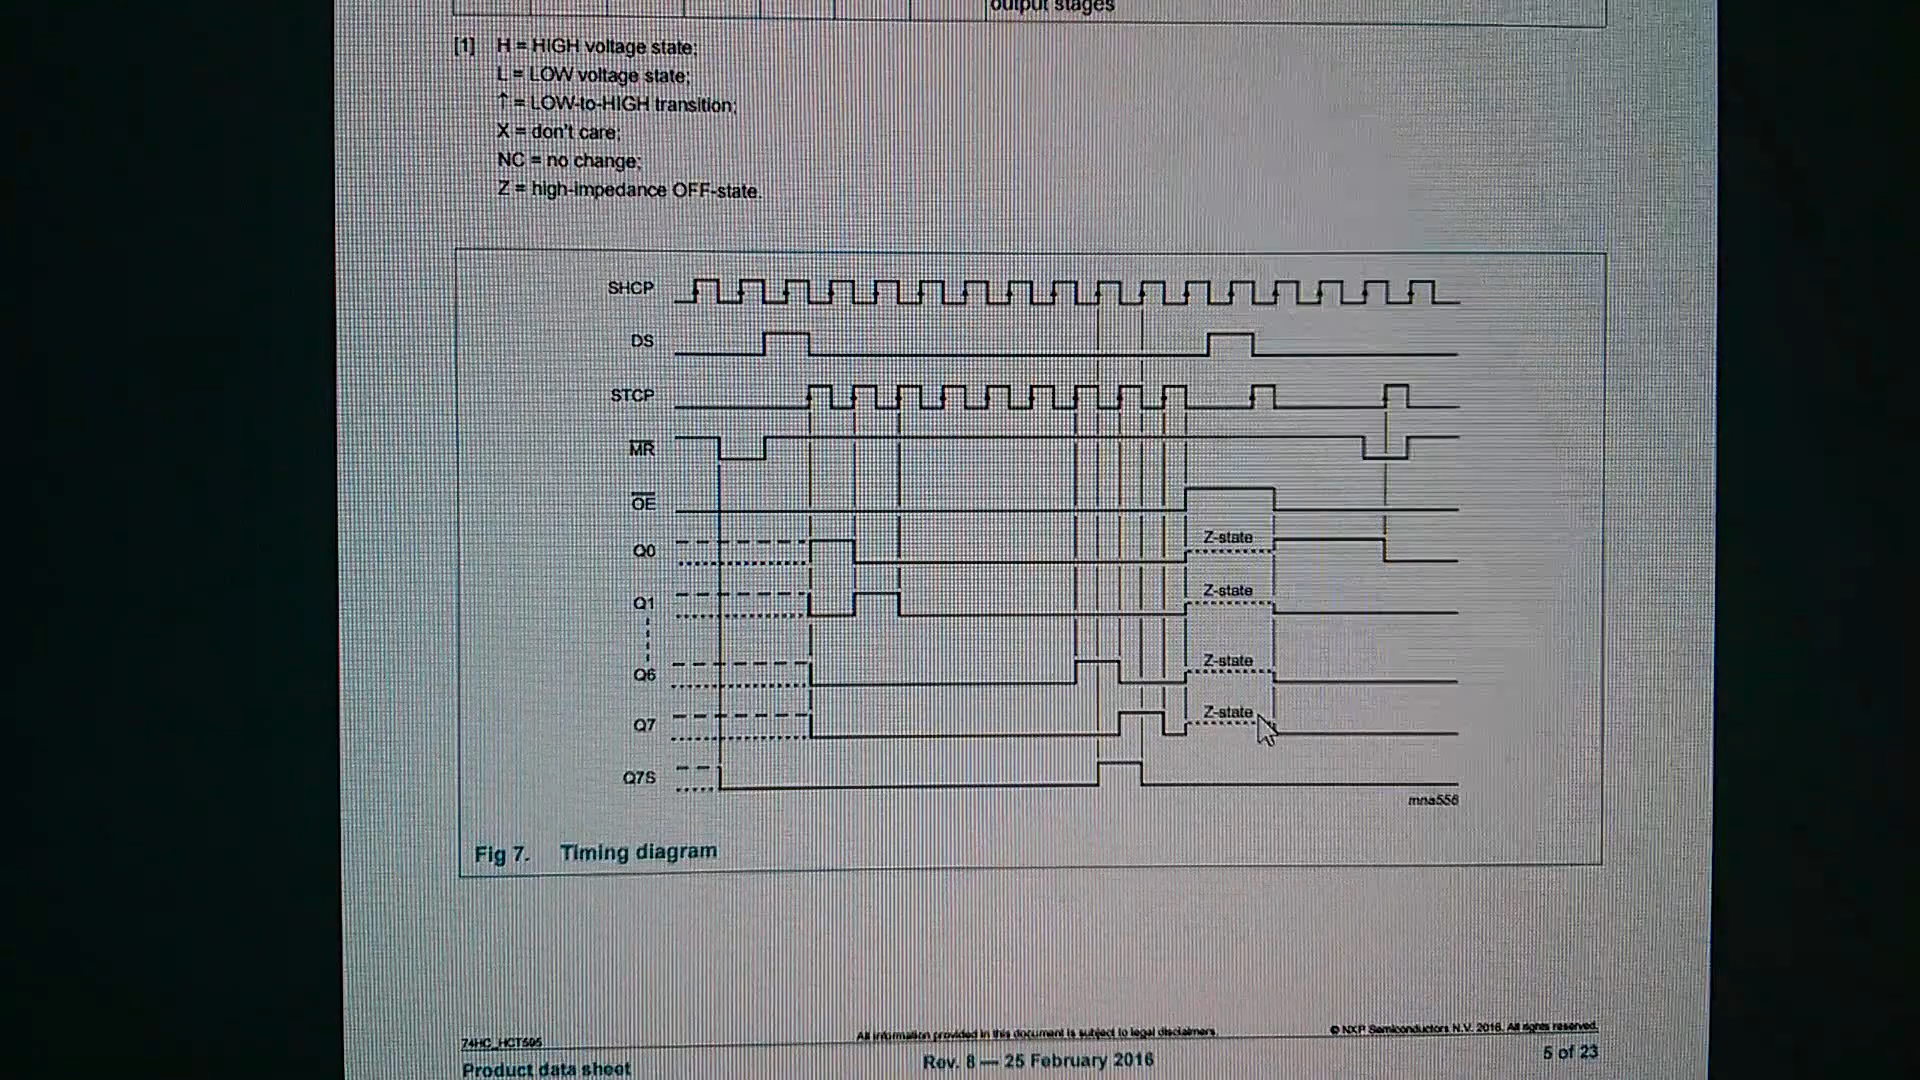 output stages
[1] H = HIGH voltage state;
L = LOW voltage state;
↑ = LOW-to-HIGH transition;
X = don't care;
NC = no change;
Z = high-impedance OFF-state.
SHCP
DS
STCP
MR
OE
Q0
Z-state
Q1
Z-state
Q6
Z-state
Q7
Z-state
Q7S
mna556
Fig 7. Timing diagram
74HC_HCT595
All information provided in this document is subject to legal disclaimers.
© NXP Semiconductors N.V. 2016. All rights reserved.
Product data sheet
Rev. 8 — 25 February 2016
5 of 23